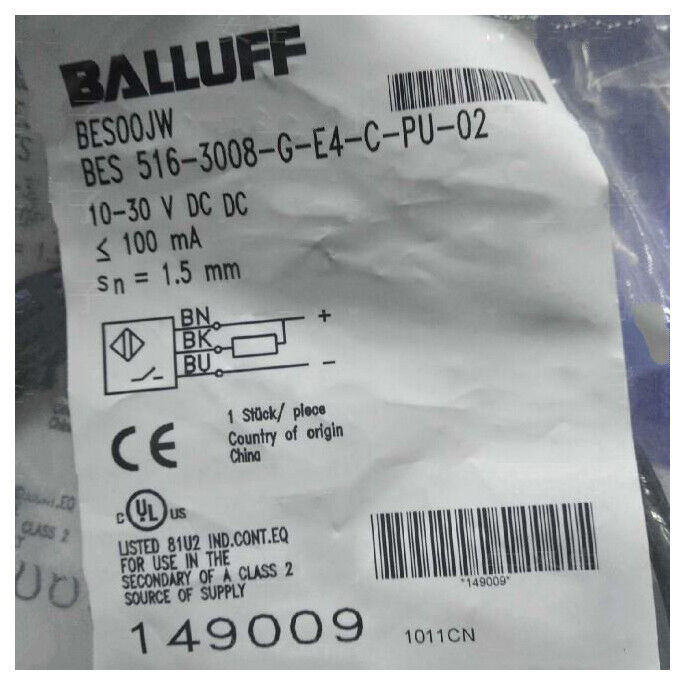 BALLUFF
BES00JW
BES 516-3008-G-E4-C-PU-02
10-30 V DC DC
≤ 100 mA
sn = 1.5 mm
BN +
BK
BU -
1 Stück/ piece
Country of origin
China
CE
c UL US
LISTED 81U2 IND.CONT.EQ
FOR USE IN THE
SECONDARY OF A CLASS 2
SOURCE OF SUPPLY
*149009*
149009
1011CN
CLASS 2